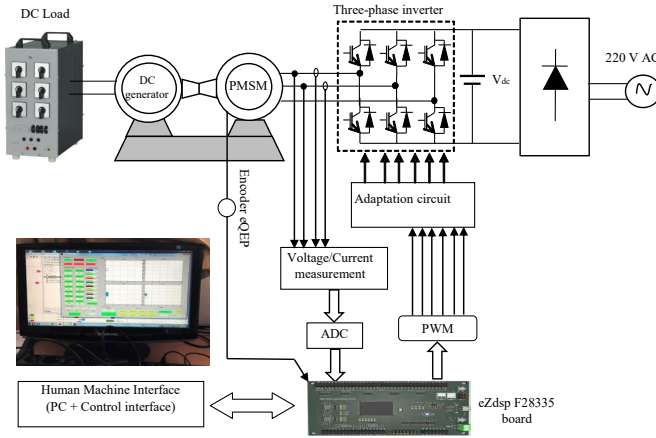 DC Load
Three-phase inverter
DC
generator
PMSM
V_dc
220 V AC
Adaptation circuit
Encoder eQEP
Voltage/Current
measurement
ADC
PWM
Human Machine Interface
(PC + Control interface)
eZdsp F28335
board